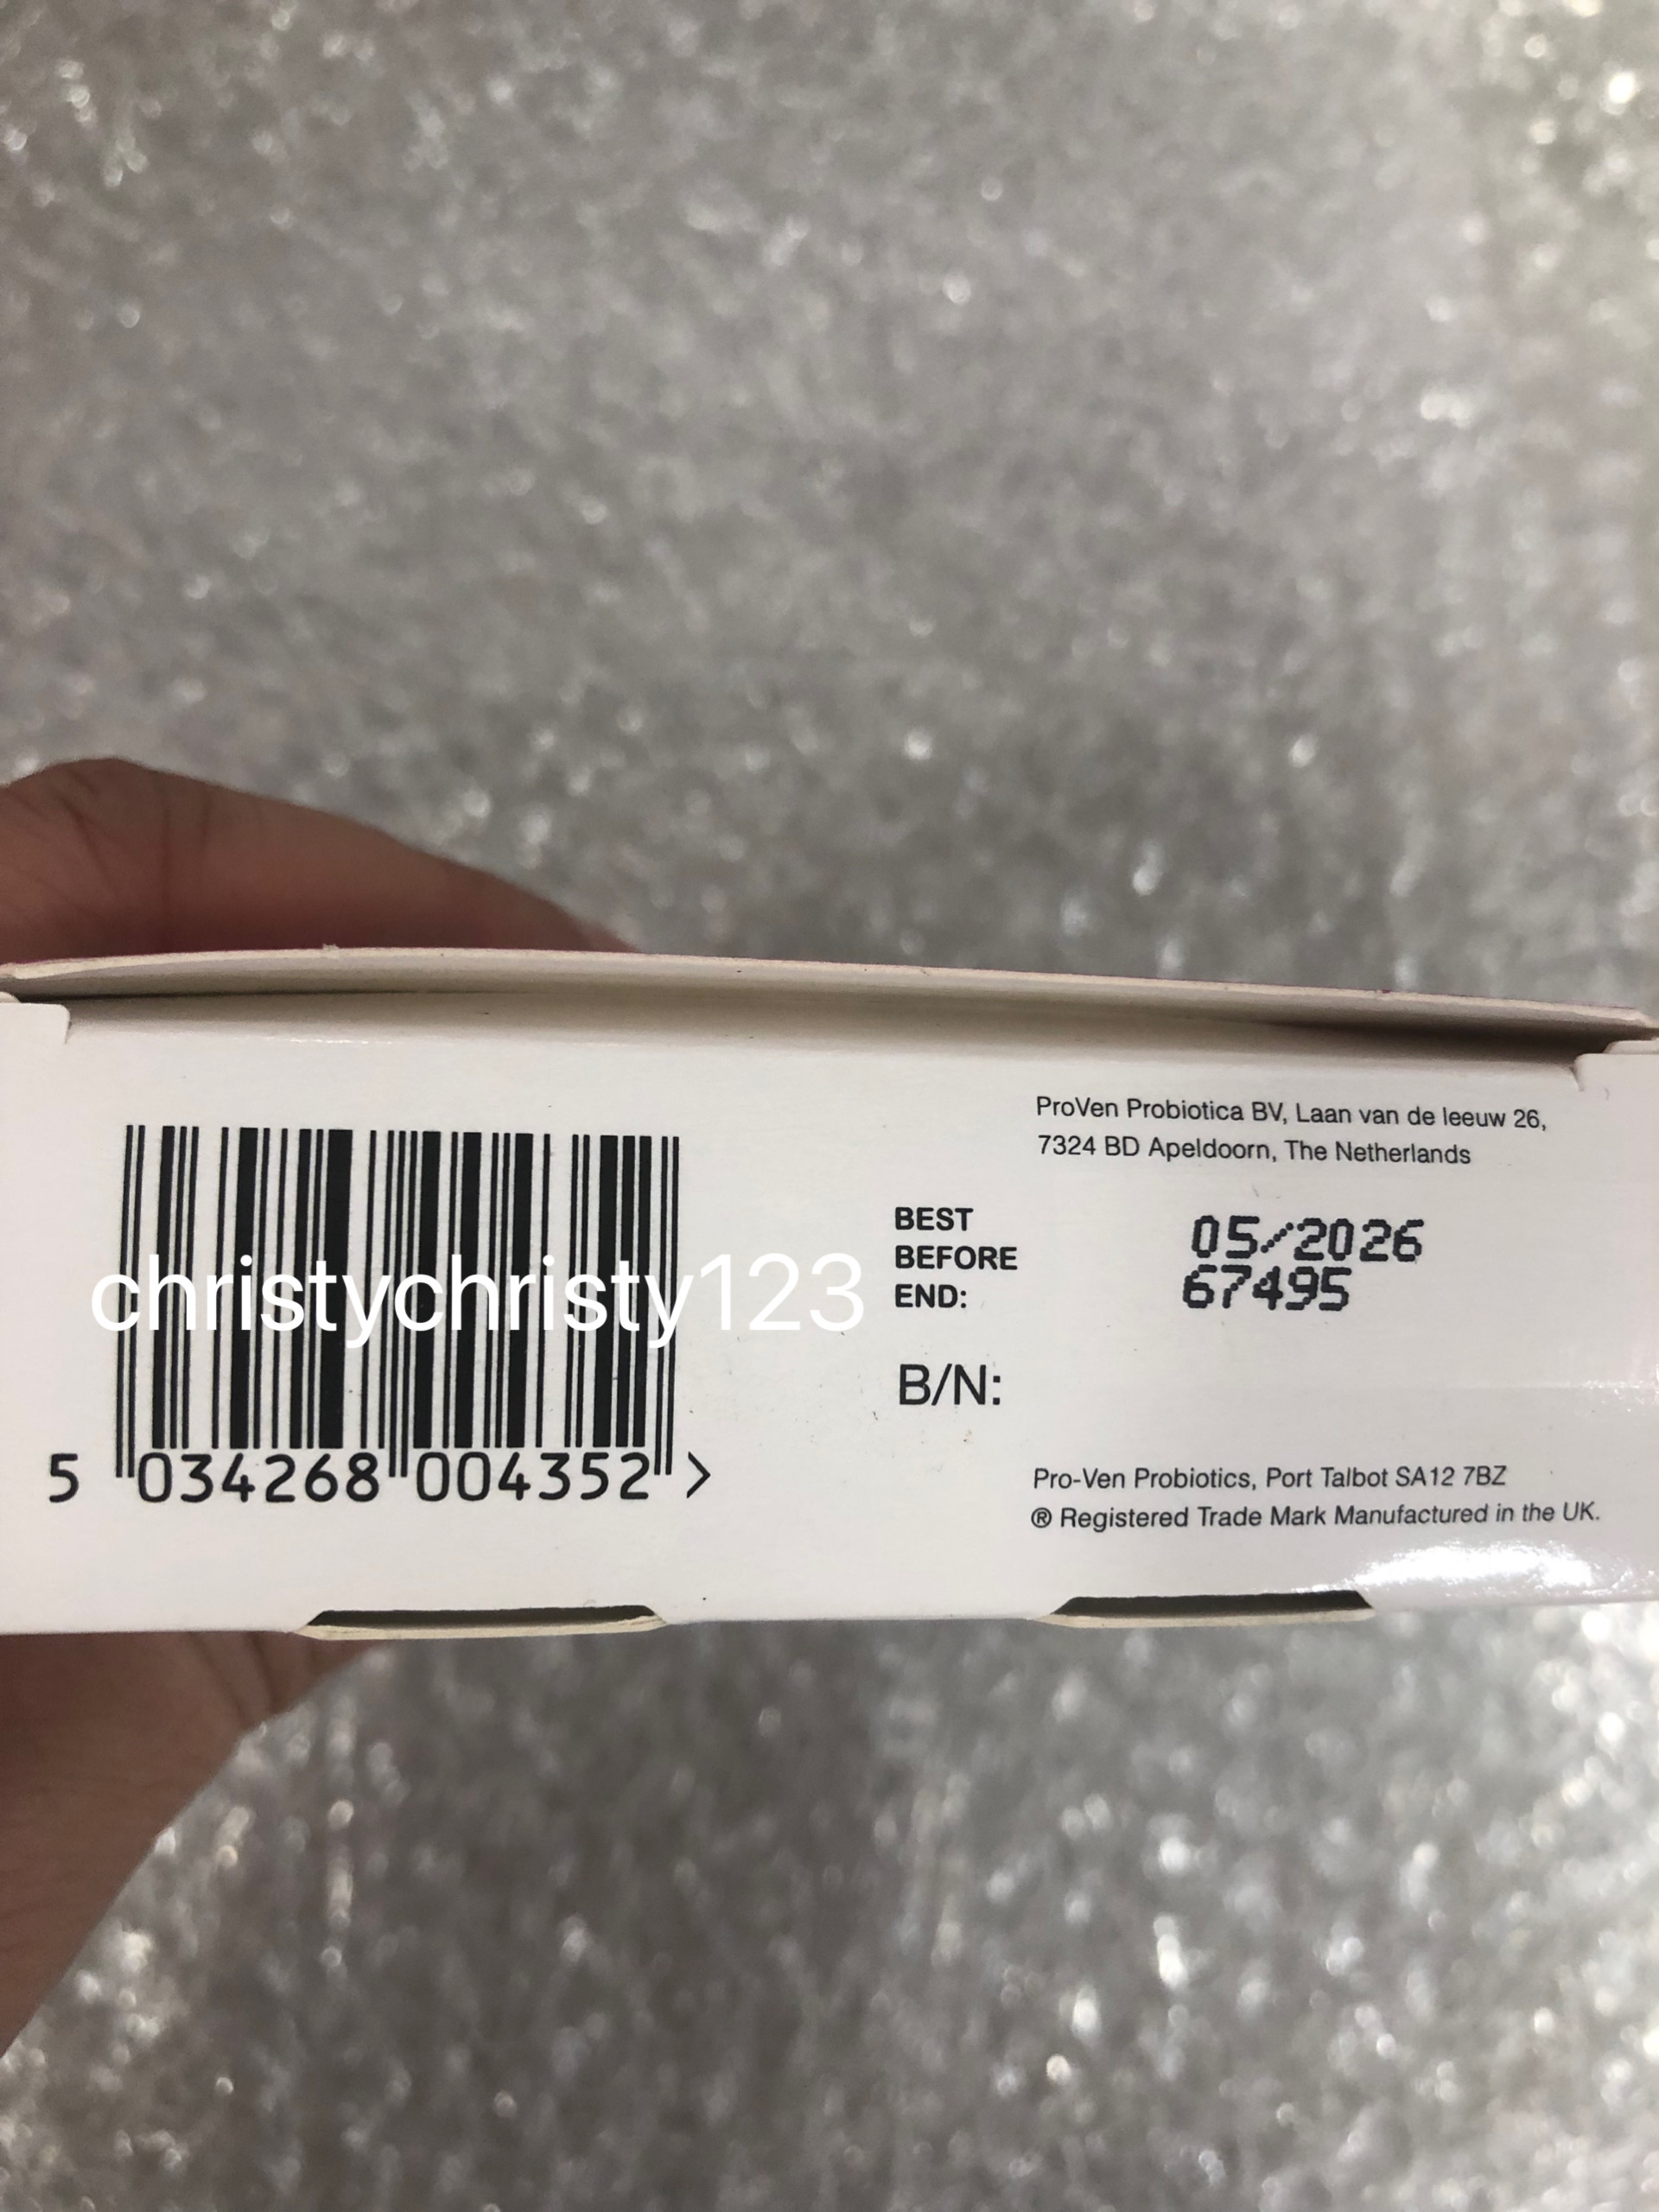 ProVen Probiotica BV, Laan van de leeuw 26,
7324 BD Apeldoorn, The Netherlands
BEST
BEFORE
END:
05/2026
67495
christychristy123
B/N:
5 034268 004352 >
Pro-Ven Probiotics, Port Talbot SA12 7BZ
® Registered Trade Mark Manufactured in the UK.